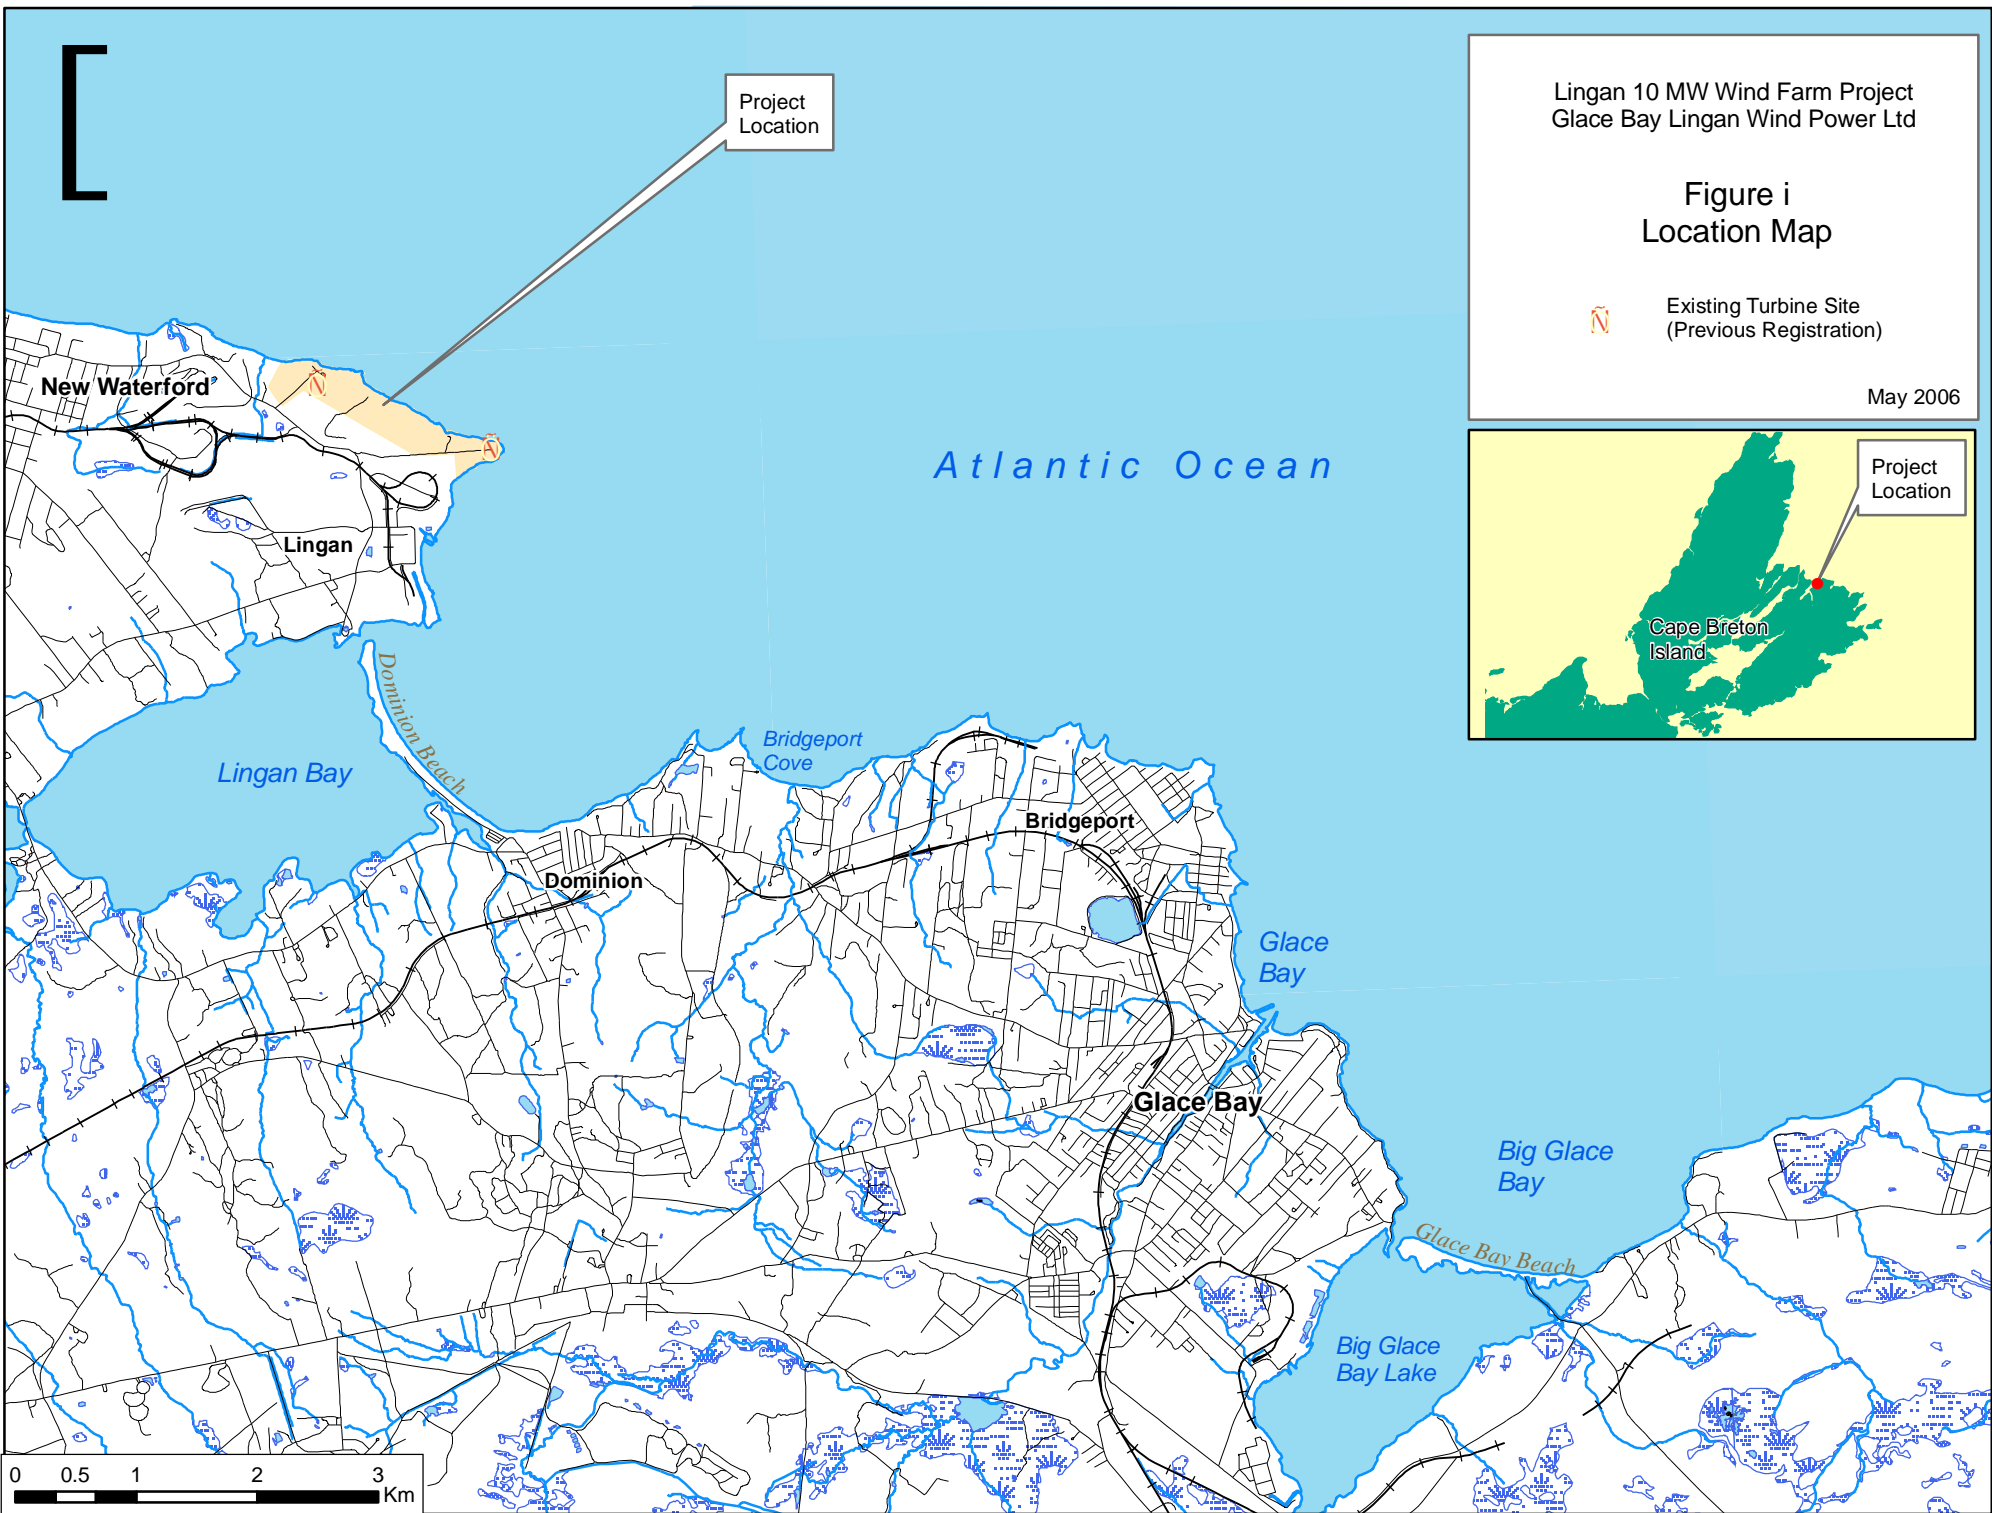 Project
Location
Lingan 10 MW Wind Farm Project
Glace Bay Lingan Wind Power Ltd
Figure i
Location Map
Ñ
Existing Turbine Site
(Previous Registration)
May 2006
New Waterford
Ñ
Ñ
Atlantic Ocean
Project
Location
Cape Breton
Island
Lingan
Dominion Beach
Lingan Bay
Bridgeport
Cove
Bridgeport
Dominion
Glace
Bay
Glace Bay
Big Glace
Bay
Glace Bay Beach
Big Glace
Bay Lake
0 0.5 1 2 3
Km